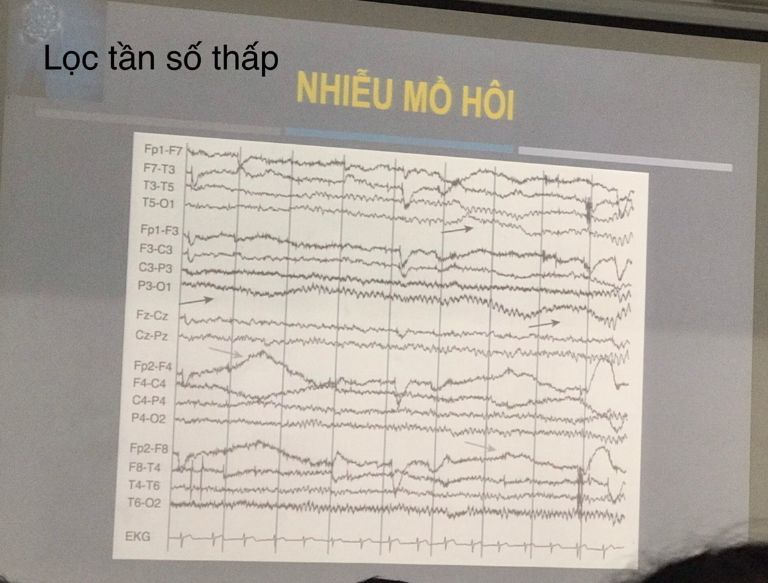 Lọc tần số thấp
NHIỄU MỒ HÔI
Fp1-F7
F7-T3
T3-T5
T5-O1
Fp1-F3
F3-C3
C3-P3
P3-O1
Fz-Cz
Cz-Pz
Fp2-F4
F4-C4
C4-P4
P4-O2
Fp2-F8
F8-T4
T4-T6
T6-O2
EKG